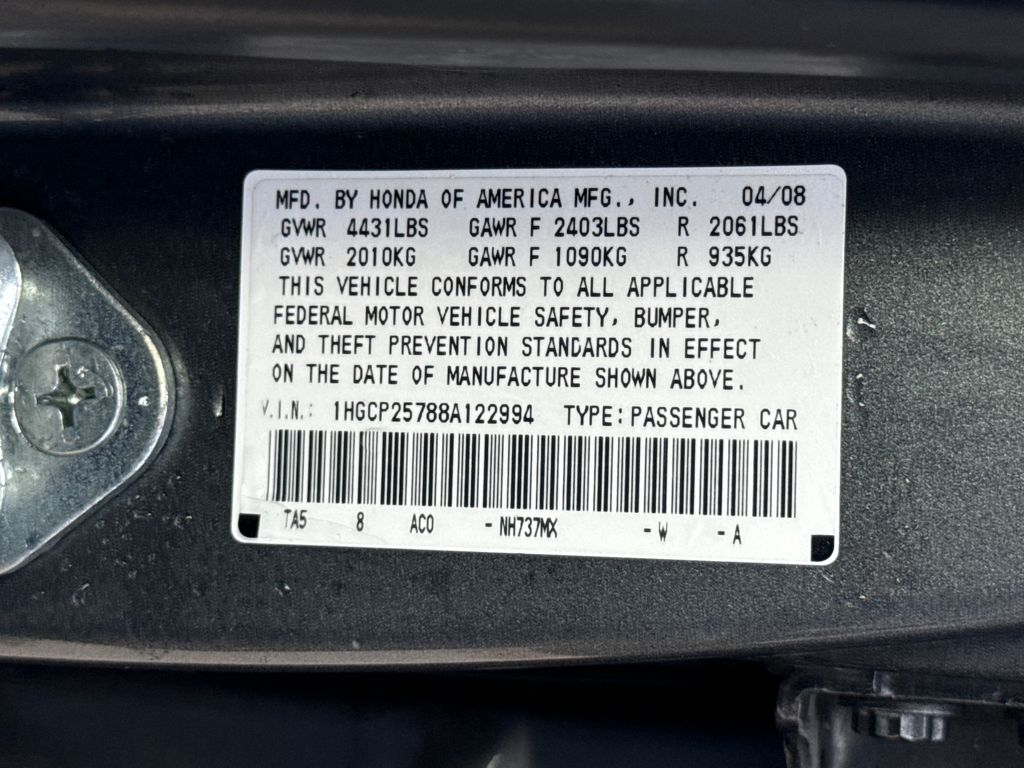 MFD. BY HONDA OF AMERICA MFG., INC. 04/08
GVWR 4431LBS GAWR F 2403LBS R 2061LBS
GVWR 2010KG GAWR F 1090KG R 935KG
THIS VEHICLE CONFORMS TO ALL APPLICABLE
FEDERAL MOTOR VEHICLE SAFETY, BUMPER,
AND THEFT PREVENTION STANDARDS IN EFFECT
ON THE DATE OF MANUFACTURE SHOWN ABOVE.
V.I.N.: 1HGCP25788A122994 TYPE: PASSENGER CAR
TA5 8 AC0 - NH737MX - W - A